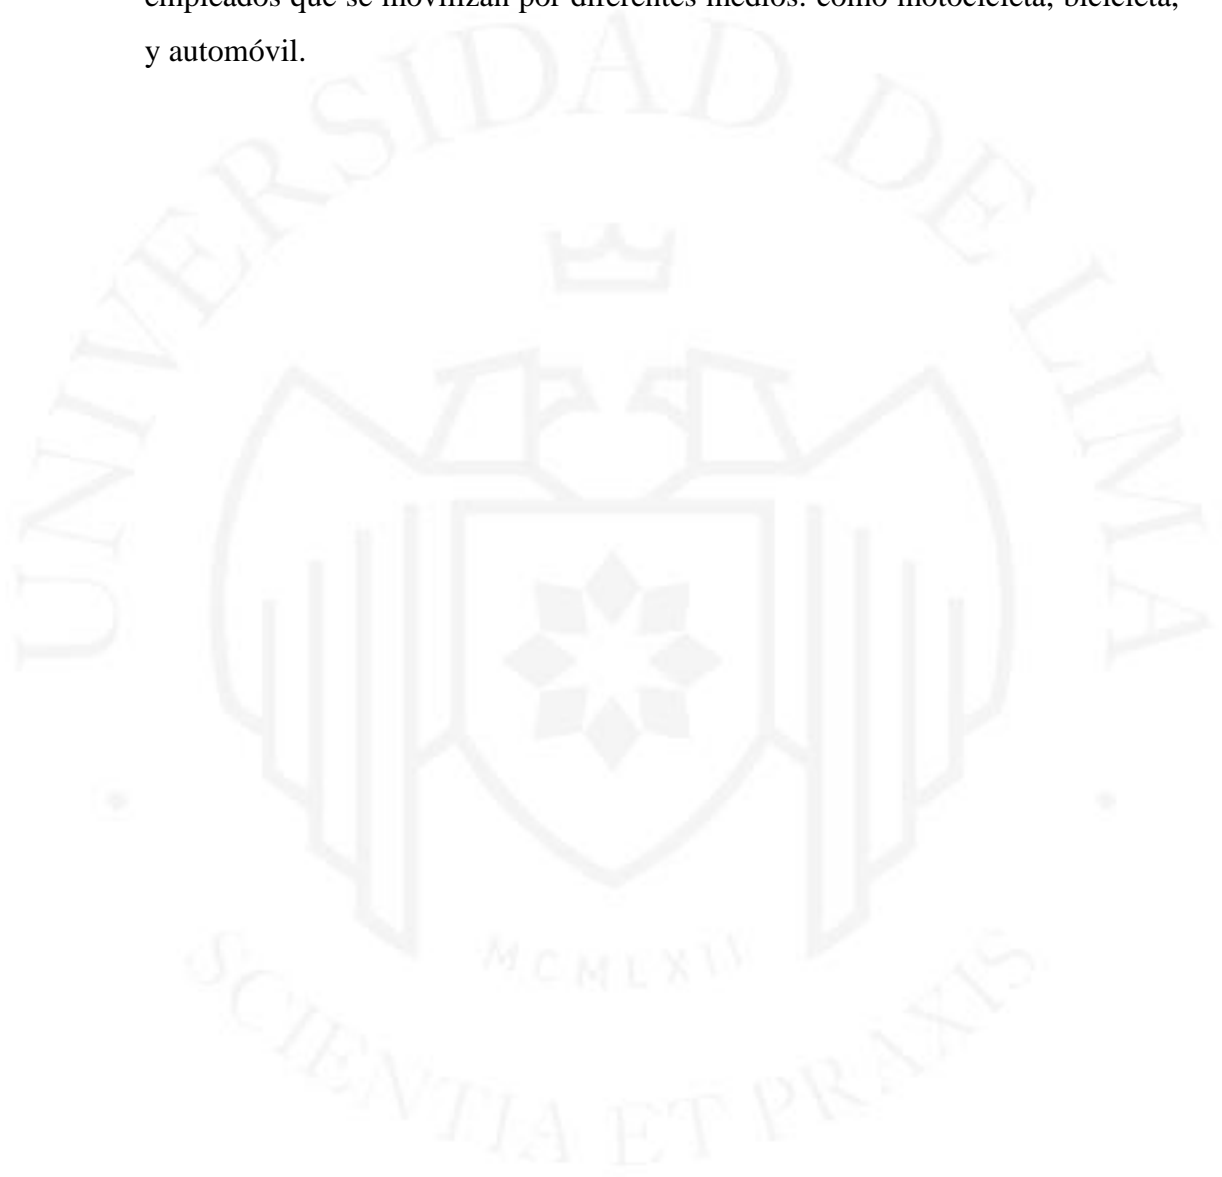 empleados que se movilizan por diferentes medios: como motocicleta, bicicleta,
y automóvil.
UNIVERSIDAD DE LIMA
MCMLXII
SCIENTIA ET PRAXIS